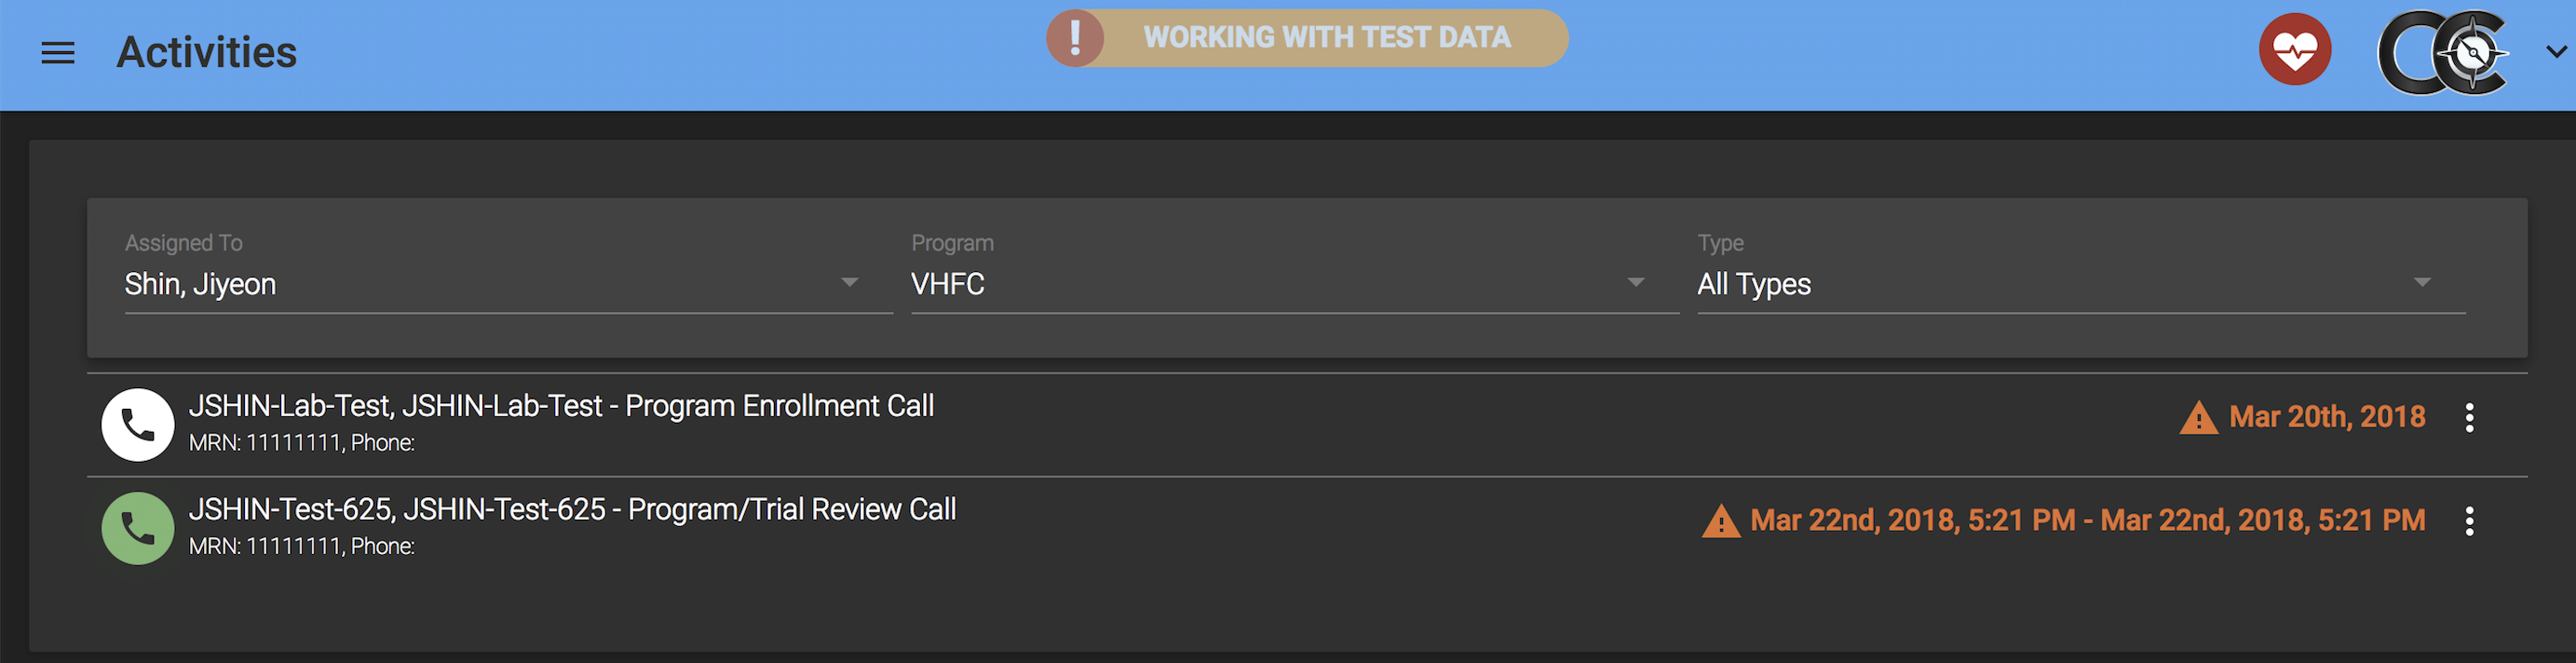 Activities
! WORKING WITH TEST DATA
CC
Assigned To
Shin, Jiyeon
Program
VHFC
Type
All Types
JSHIN-Lab-Test, JSHIN-Lab-Test - Program Enrollment Call
MRN: 11111111, Phone:
Mar 20th, 2018
JSHIN-Test-625, JSHIN-Test-625 - Program/Trial Review Call
MRN: 11111111, Phone:
Mar 22nd, 2018, 5:21 PM - Mar 22nd, 2018, 5:21 PM